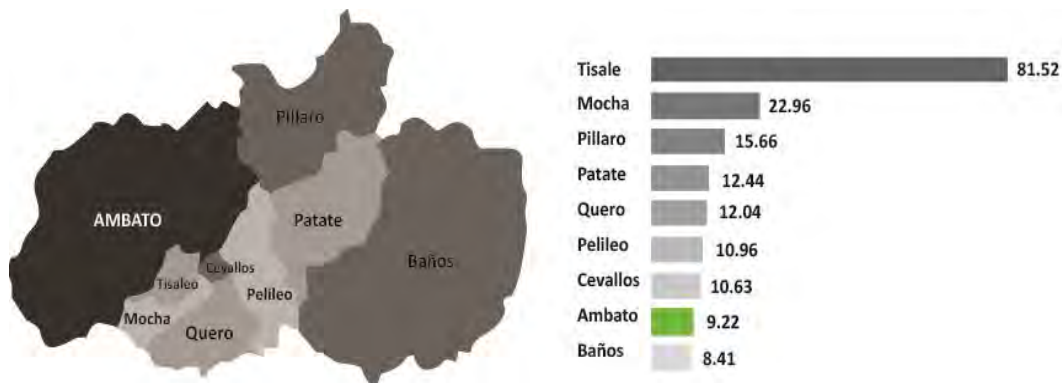 Pillaro
AMBATO
Patate
Baños
Cevallos
Tisaleo
Pelileo
Mocha
Quero
Tisale 81.52
Mocha 22.96
Pillaro 15.66
Patate 12.44
Quero 12.04
Pelileo 10.96
Cevallos 10.63
Ambato 9.22
Baños 8.41